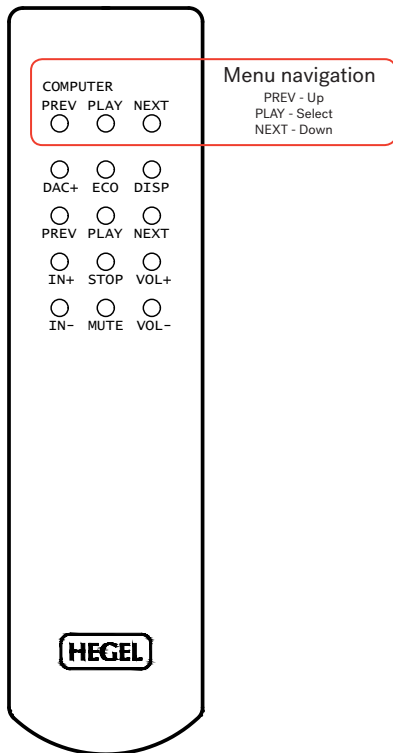 Menu navigation
PREV - Up
PLAY - Select
NEXT - Down
COMPUTER
PREV PLAY NEXT
DAC+ ECO DISP
PREV PLAY NEXT
IN+ STOP VOL+
IN- MUTE VOL-
HEGEL